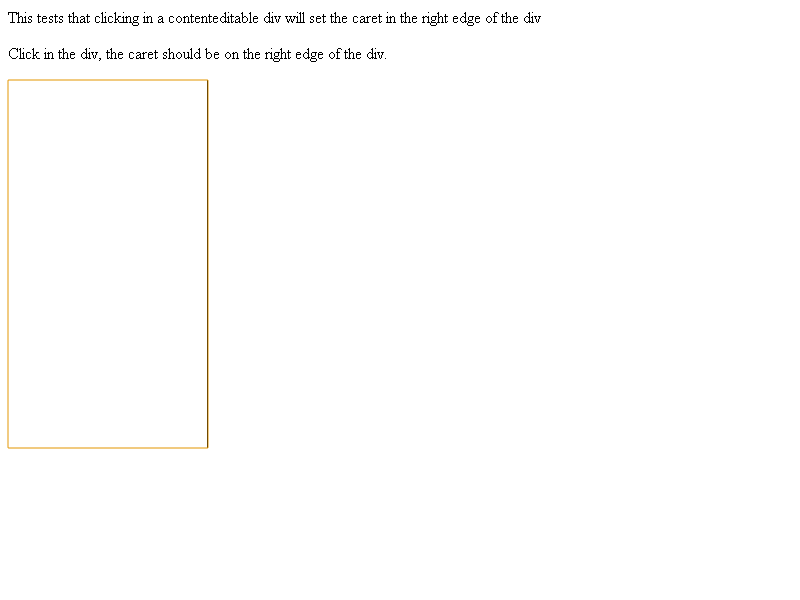 This tests that clicking in a contenteditable div will set the caret in the right edge of the div
Click in the div, the caret should be on the right edge of the div.